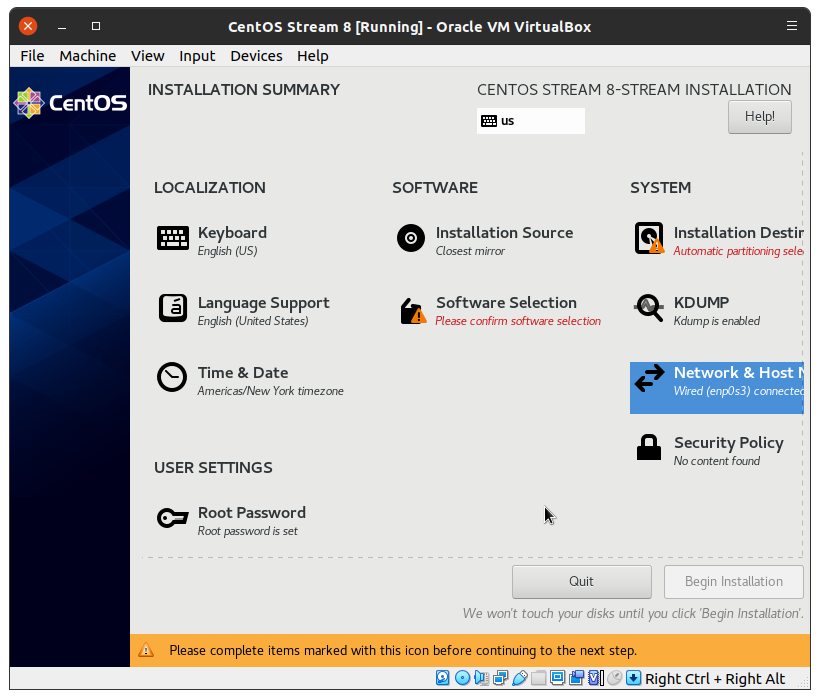 CentOS Stream 8 [Running] - Oracle VM VirtualBox
File Machine View Input Devices Help
CentOS
INSTALLATION SUMMARY
CENTOS STREAM 8-STREAM INSTALLATION
us
Help!
LOCALIZATION
Keyboard
English (US)
Language Support
English (United States)
Time & Date
Americas/New York timezone
USER SETTINGS
Root Password
Root password is set
SOFTWARE
Installation Source
Closest mirror
Software Selection
Please confirm software selection
SYSTEM
Installation Destin
Automatic partitioning sele
KDUMP
Kdump is enabled
Network & Host N
Wired (enp0s3) connected
Security Policy
No content found
Quit
Begin Installation
We won't touch your disks until you click 'Begin Installation'.
Please complete items marked with this icon before continuing to the next step.
Right Ctrl + Right Alt